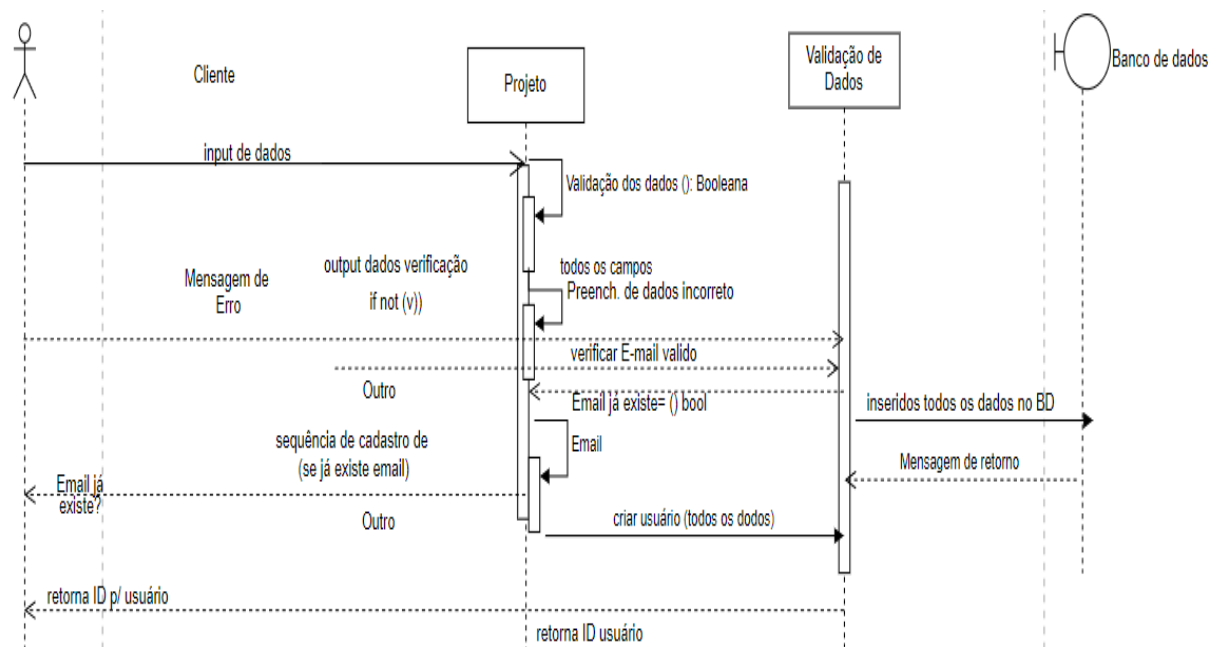 Cliente
Projeto
Validação de
Dados
Banco de dados
input de dados
Validação dos dados (): Booleana
output dados verificação
if not (v))
Mensagem de
Erro
todos os campos
Preench. de dados incorreto
verificar E-mail valido
Outro
Email já existe= () bool
inseridos todos os dados no BD
sequência de cadastro de
(se já existe email)
Email
Mensagem de retorno
Email já
existe?
Outro
criar usuário (todos os dodos)
retorna ID p/ usuário
retorna ID usuário